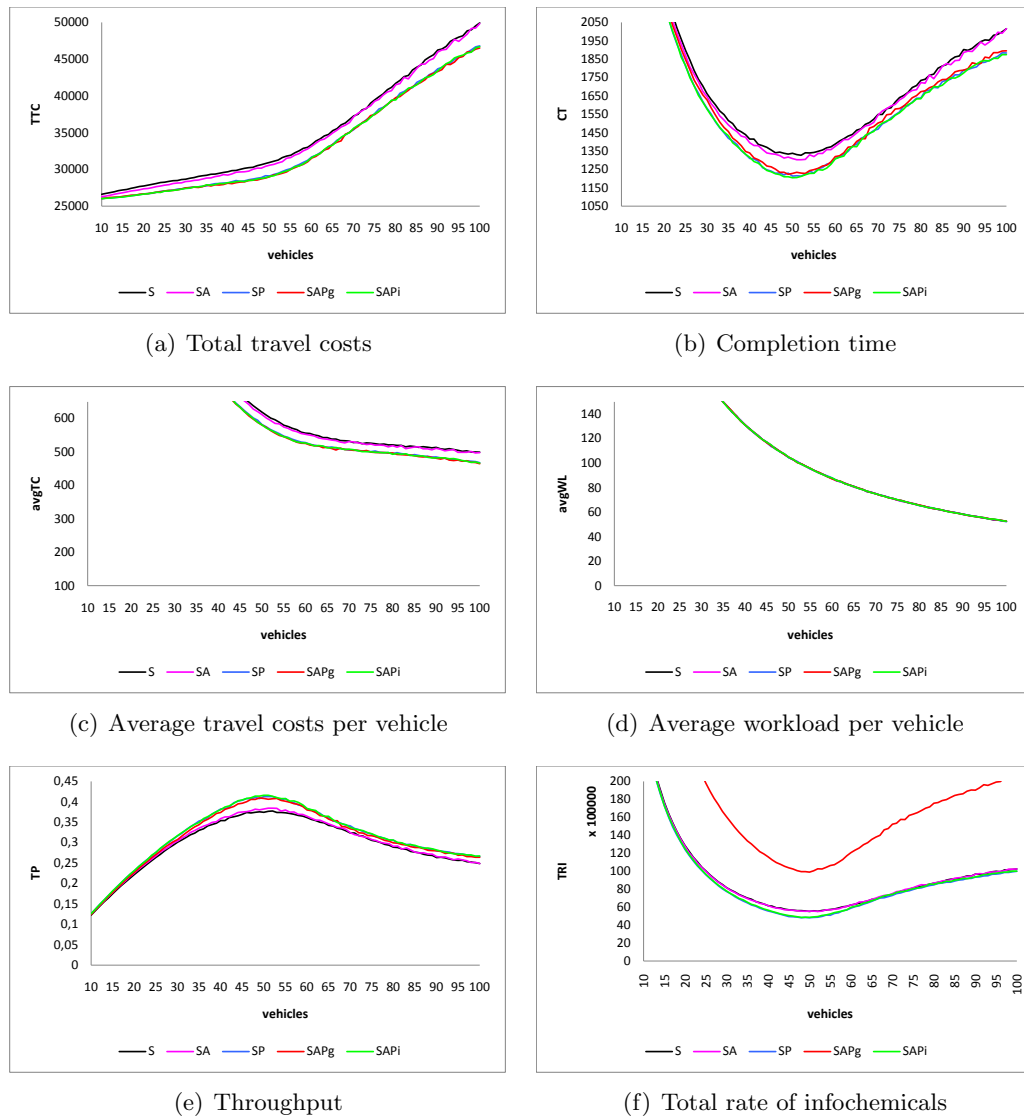 50000
45000
40000
35000
30000
25000
TTC
10 15 20 25 30 35 40 45 50 55 60 65 70 75 80 85 90 95 100
vehicles
S SA SP SAPg SAPi
(a) Total travel costs
2050
1950
1850
1750
1650
1550
1450
1350
1250
1150
1050
CT
10 15 20 25 30 35 40 45 50 55 60 65 70 75 80 85 90 95 100
vehicles
S SA SP SAPg SAPi
(b) Completion time
600
500
400
300
200
100
avgTC
10 15 20 25 30 35 40 45 50 55 60 65 70 75 80 85 90 95 100
vehicles
S SA SP SAPg SAPi
(c) Average travel costs per vehicle
140
120
100
80
60
40
20
0
avgWL
10 15 20 25 30 35 40 45 50 55 60 65 70 75 80 85 90 95 100
vehicles
S SA SP SAPg SAPi
(d) Average workload per vehicle
0,45
0,4
0,35
0,3
0,25
0,2
0,15
0,1
0,05
0
TP
10 15 20 25 30 35 40 45 50 55 60 65 70 75 80 85 90 95 100
vehicles
S SA SP SAPg SAPi
(e) Throughput
200
180
160
140
120
100
80
60
40
20
0
x 100000
TRI
10 15 20 25 30 35 40 45 50 55 60 65 70 75 80 85 90 95 100
vehicles
S SA SP SAPg SAPi
(f) Total rate of infochemicals